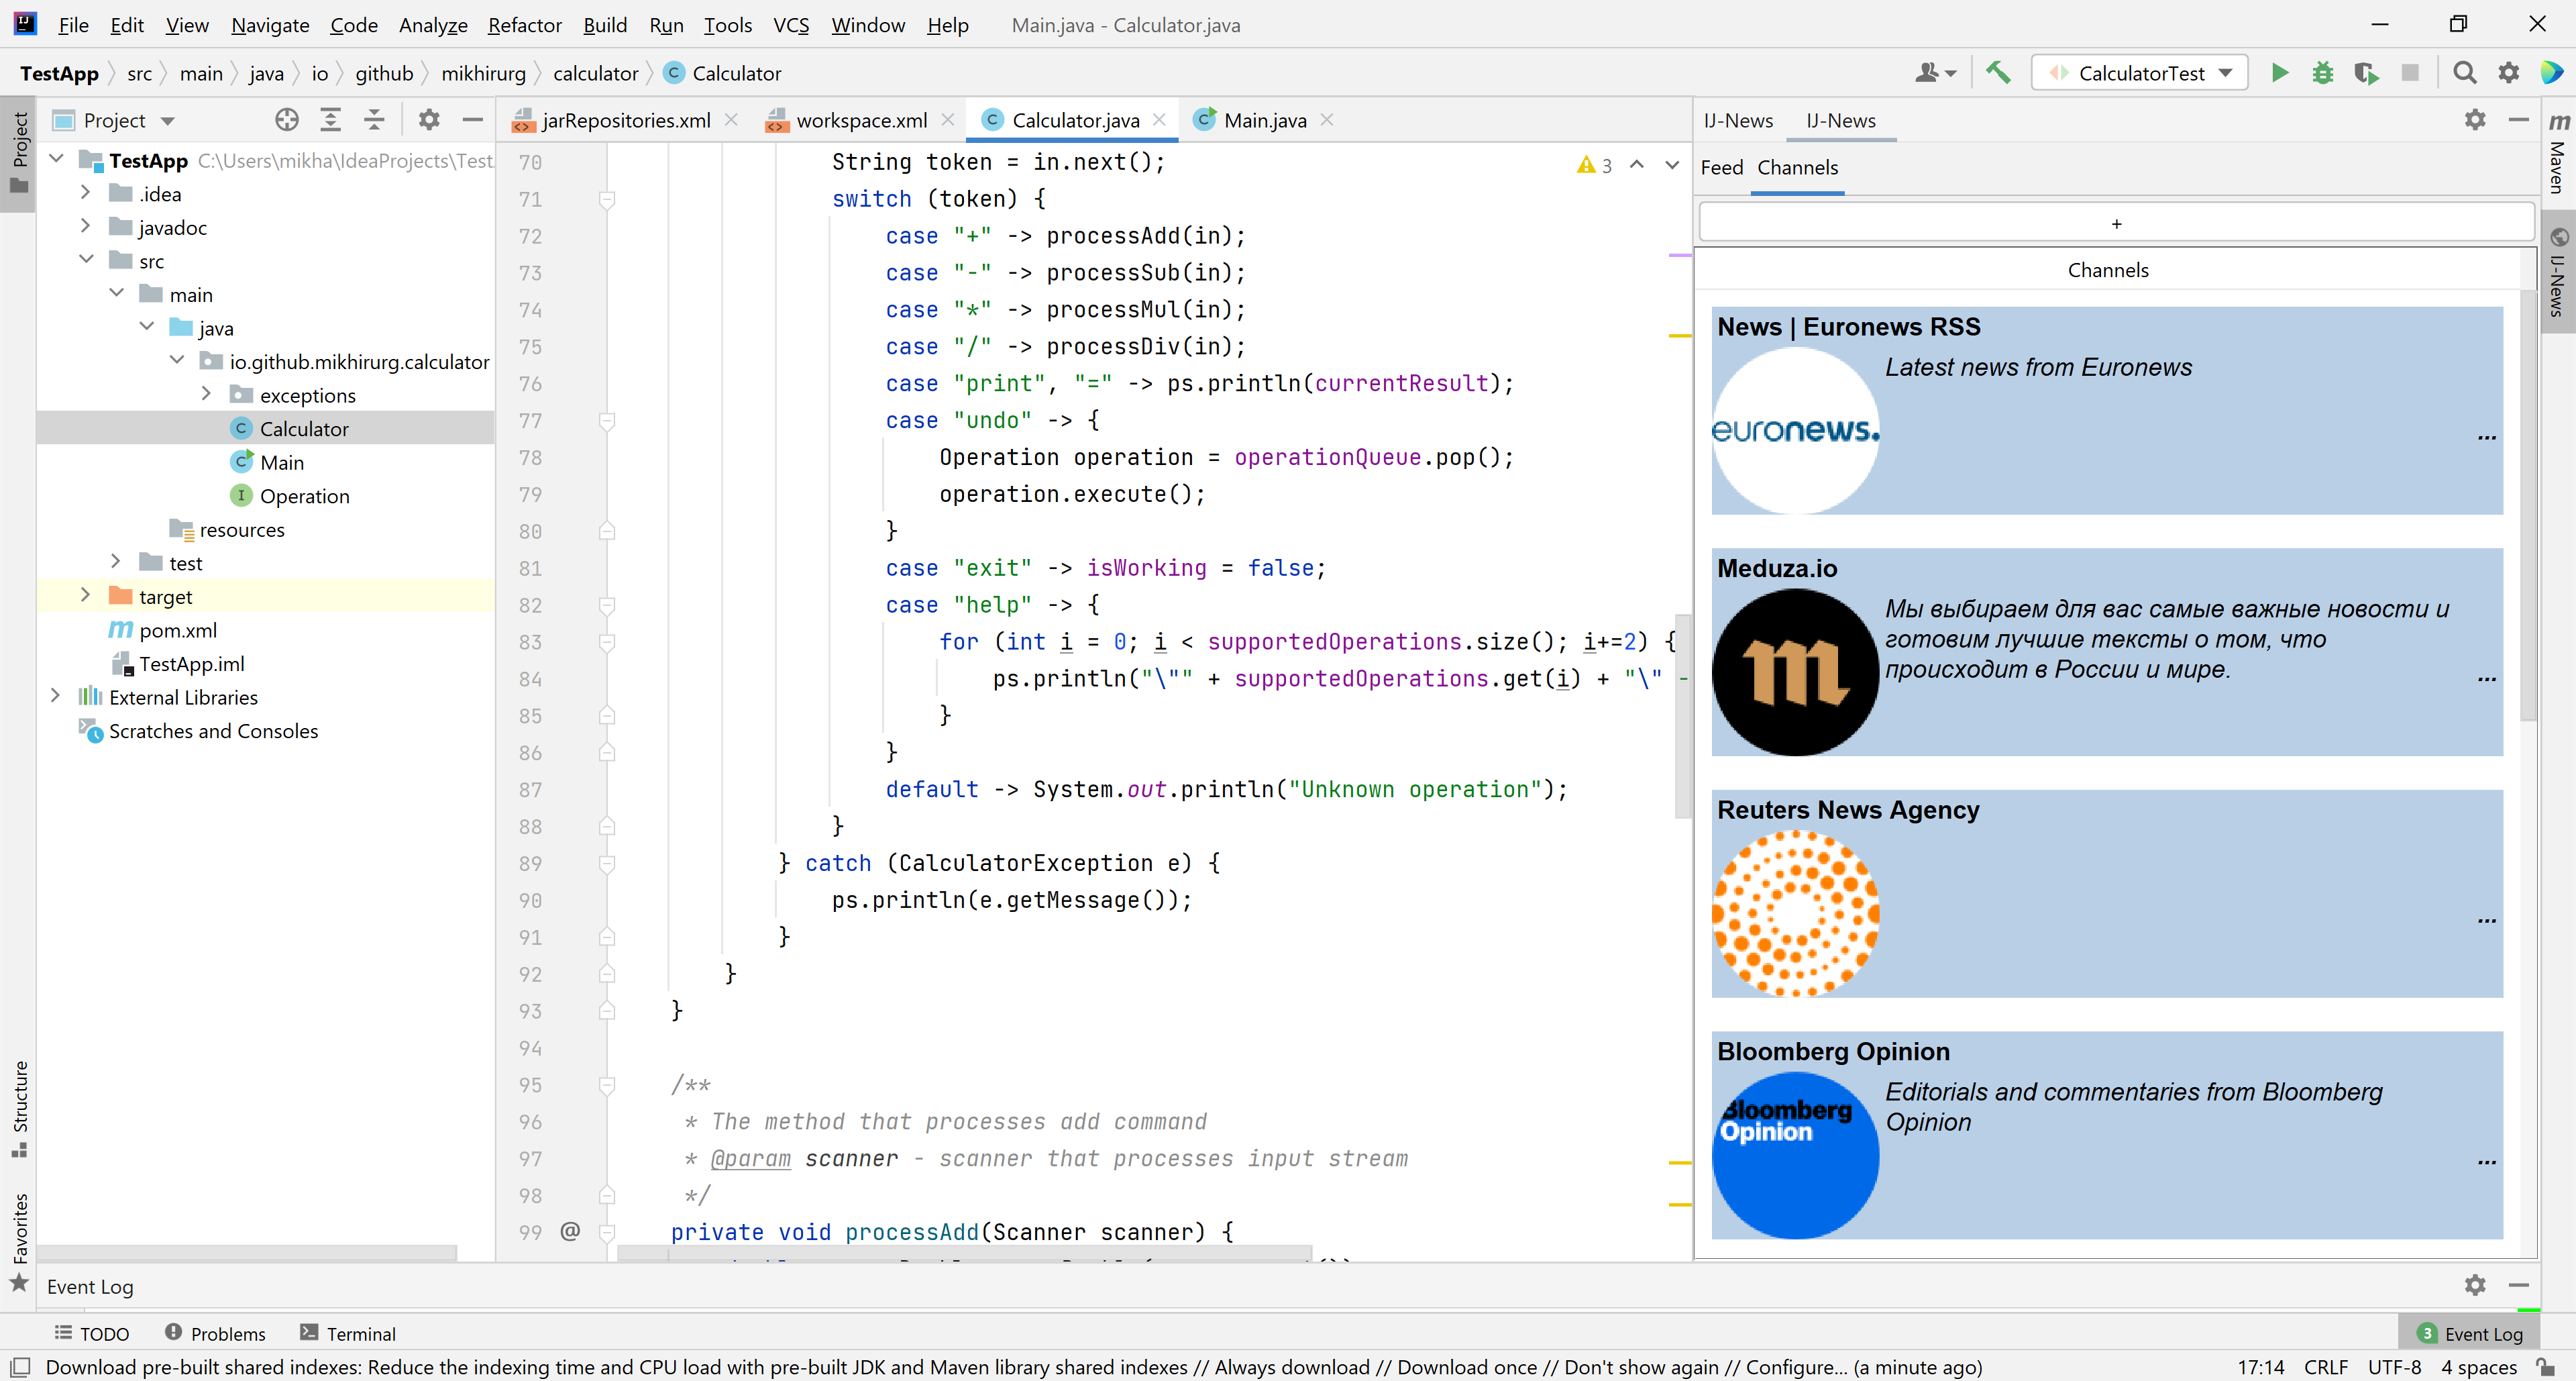 File Edit View Navigate Code Analyze Refactor Build Run Tools VCS Window Help Main.java - Calculator.java
TestApp src main java io github mikhirurg calculator Calculator
CalculatorTest
Project
jarRepositories.xml workspace.xml Calculator.java Main.java
IJ-News IJ-News
Feed Channels
+
Channels
Project
TestApp C:\Users\mikha\IdeaProjects\Test
.idea
javadoc
src
main
java
io.github.mikhirurg.calculator
exceptions
Calculator
Main
Operation
resources
test
target
pom.xml
TestApp.iml
External Libraries
Scratches and Consoles
Structure
Favorites
3
70 String token = in.next();
71 switch (token) {
72 case "+" -> processAdd(in);
73 case "-" -> processSub(in);
74 case "*" -> processMul(in);
75 case "/" -> processDiv(in);
76 case "print", "=" -> ps.println(currentResult);
77 case "undo" -> {
78 Operation operation = operationQueue.pop();
79 operation.execute();
80 }
81 case "exit" -> isWorking = false;
82 case "help" -> {
83 for (int i = 0; i < supportedOperations.size(); i+=2) {
84 ps.println("\"" + supportedOperations.get(i) + "\" -
85 }
86 }
87 default -> System.out.println("Unknown operation");
88 }
89 } catch (CalculatorException e) {
90 ps.println(e.getMessage());
91 }
92 }
93 }
94
95 /**
96 * The method that processes add command
97 * @param scanner - scanner that processes input stream
98 */
99 @ private void processAdd(Scanner scanner) {
News | Euronews RSS
Latest news from Euronews
euronews.
...
Meduza.io
Мы выбираем для вас самые важные новости и
готовим лучшие тексты о том, что
происходит в России и мире.
m
...
Reuters News Agency
...
Bloomberg Opinion
Editorials and commentaries from Bloomberg
Opinion
Bloomberg
Opinion
...
Maven
IJ-News
Event Log
TODO Problems Terminal
3 Event Log
Download pre-built shared indexes: Reduce the indexing time and CPU load with pre-built JDK and Maven library shared indexes // Always download // Download once // Don't show again // Configure... (a minute ago)
17:14 CRLF UTF-8 4 spaces